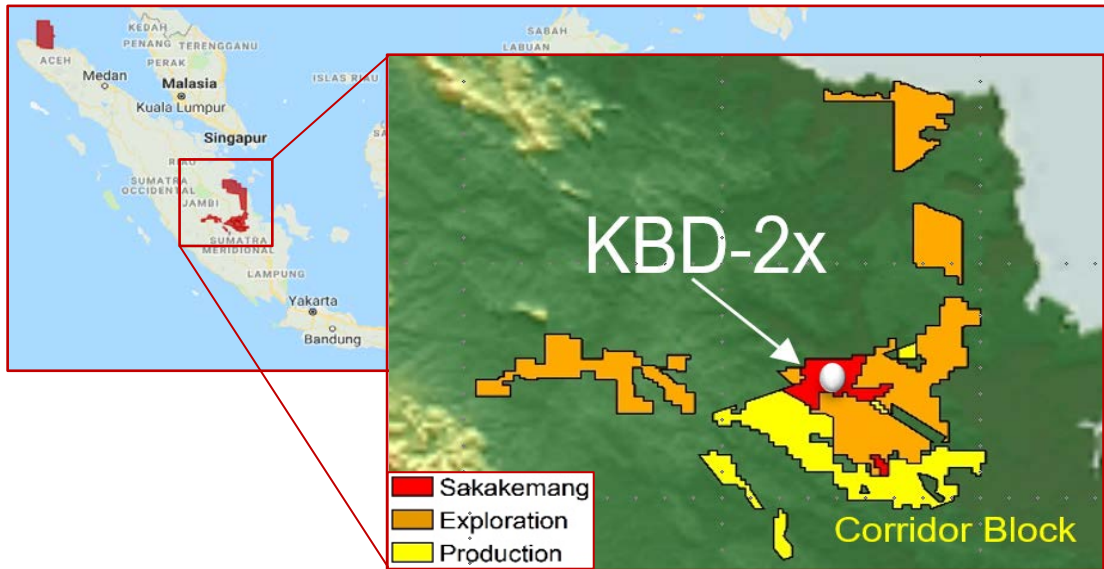 KEDAH
PENANG TERENGGANU
ACEH
PERAK
Medan
Malasia
Kuala Lumpur
ISLAS RIAU
SABAH
LABUAN
Singapur
RIAU
SUMATRA
OCCIDENTAL
JAMBI
SUMATRA
MERIDIONAL
LAMPUNG
Yakarta
Bandung
KBD-2x
Sakakemang
Exploration
Production
Corridor Block